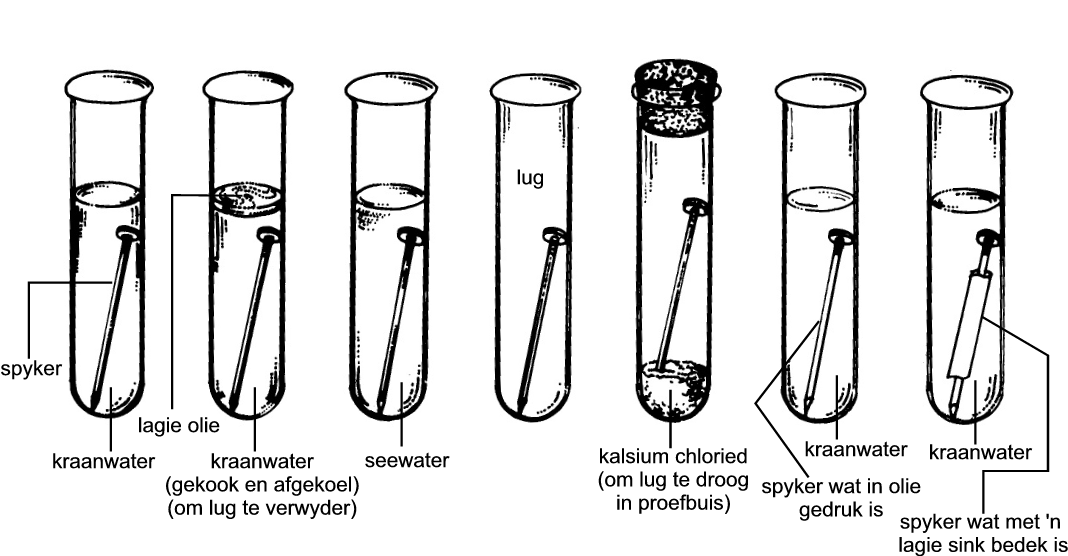 lug
spyker
lagie olie
kraanwater
kraanwater
(gekook en afgekoel)
(om lug te verwyder)
seewater
kalsium chloried
(om lug te droog
in proefbuis)
kraanwater
spyker wat in olie
gedruk is
kraanwater
spyker wat met 'n
lagie sink bedek is